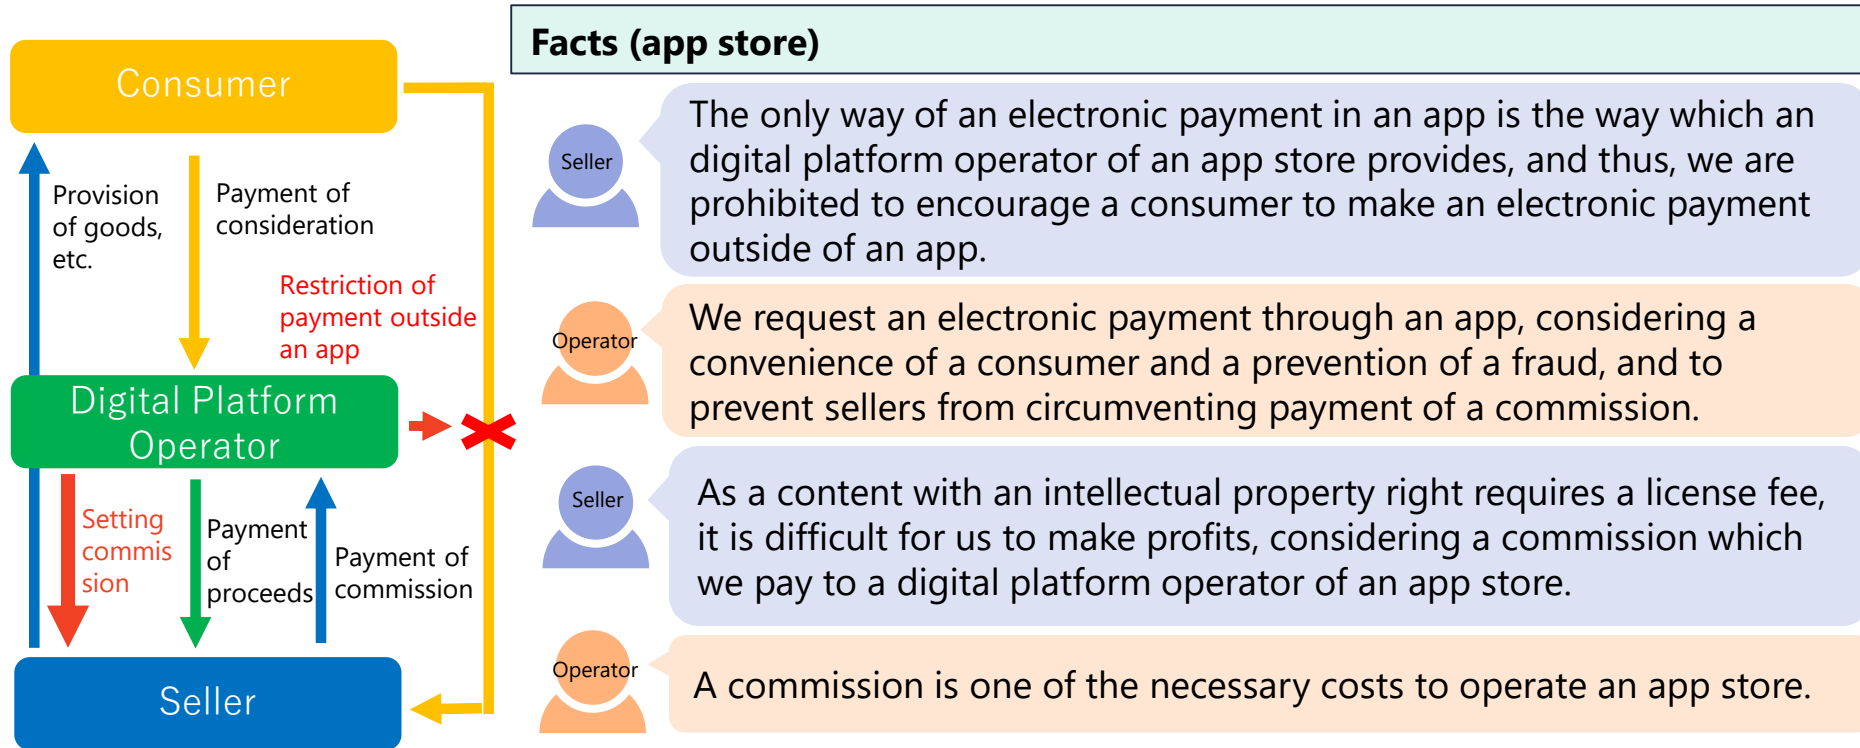 Facts (app store)
Consumer
Provision
of goods,
etc.
Payment of
consideration
Restriction of
payment outside
an app
Digital Platform
Operator
Setting
commis
sion
Payment
of
proceeds
Payment of
commission
Seller
Seller
The only way of an electronic payment in an app is the way which an
digital platform operator of an app store provides, and thus, we are
prohibited to encourage a consumer to make an electronic payment
outside of an app.
Operator
We request an electronic payment through an app, considering a
convenience of a consumer and a prevention of a fraud, and to
prevent sellers from circumventing payment of a commission.
Seller
As a content with an intellectual property right requires a license fee,
it is difficult for us to make profits, considering a commission which
we pay to a digital platform operator of an app store.
Operator
A commission is one of the necessary costs to operate an app store.